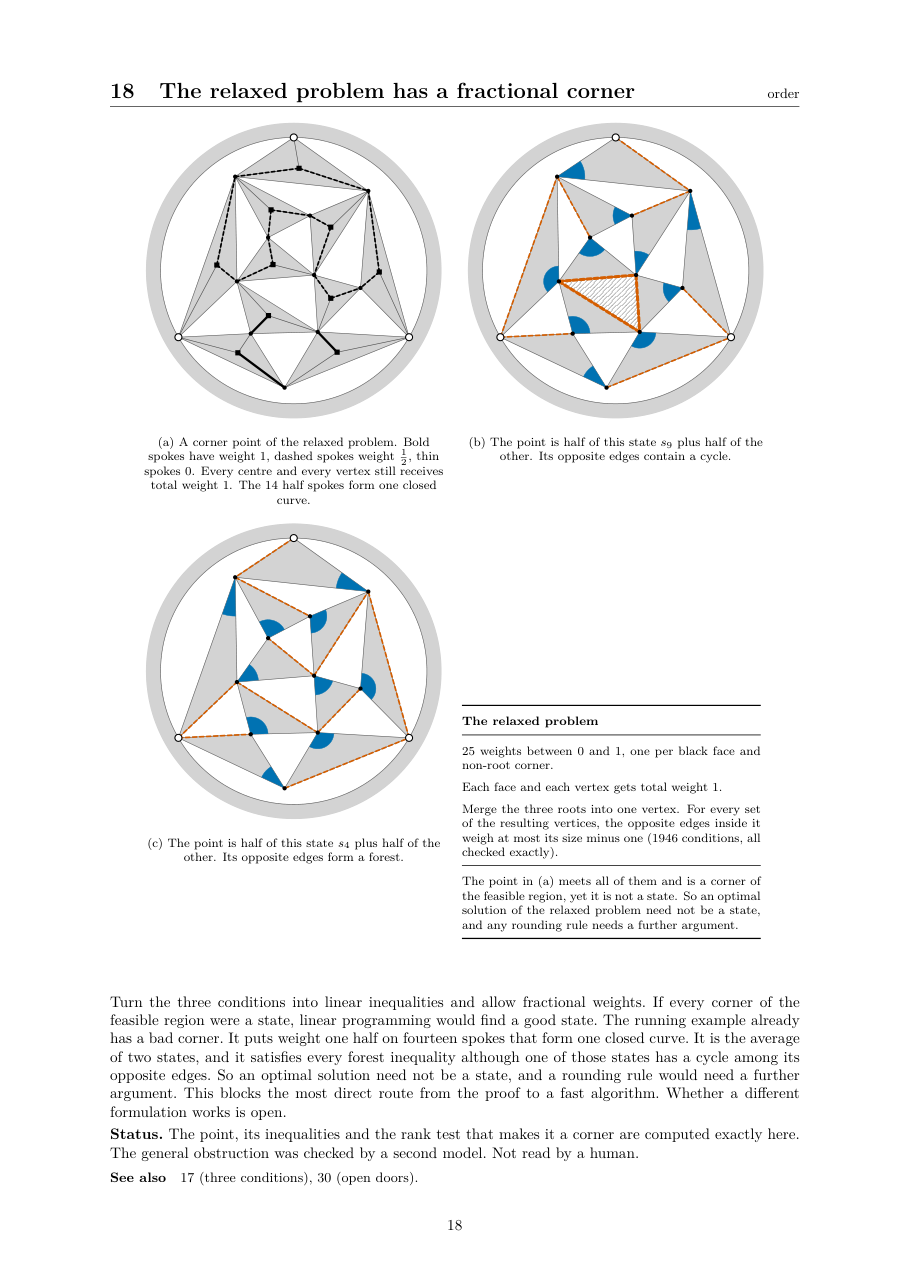 18 The relaxed problem has a fractional corner order
(a) A corner point of the relaxed problem. Bold
spokes have weight 1, dashed spokes weight 1/2, thin
spokes 0. Every centre and every vertex still receives
total weight 1. The 14 half spokes form one closed
curve.
(b) The point is half of this state s₉ plus half of the
other. Its opposite edges contain a cycle.
(c) The point is half of this state s₄ plus half of the
other. Its opposite edges form a forest.
The relaxed problem
25 weights between 0 and 1, one per black face and
non-root corner.
Each face and each vertex gets total weight 1.
Merge the three roots into one vertex. For every set
of the resulting vertices, the opposite edges inside it
weigh at most its size minus one (1946 conditions, all
checked exactly).
The point in (a) meets all of them and is a corner of
the feasible region, yet it is not a state. So an optimal
solution of the relaxed problem need not be a state,
and any rounding rule needs a further argument.
Turn the three conditions into linear inequalities and allow fractional weights. If every corner of the
feasible region were a state, linear programming would find a good state. The running example already
has a bad corner. It puts weight one half on fourteen spokes that form one closed curve. It is the average
of two states, and it satisfies every forest inequality although one of those states has a cycle among its
opposite edges. So an optimal solution need not be a state, and a rounding rule would need a further
argument. This blocks the most direct route from the proof to a fast algorithm. Whether a different
formulation works is open.
Status. The point, its inequalities and the rank test that makes it a corner are computed exactly here.
The general obstruction was checked by a second model. Not read by a human.
See also 17 (three conditions), 30 (open doors).
18